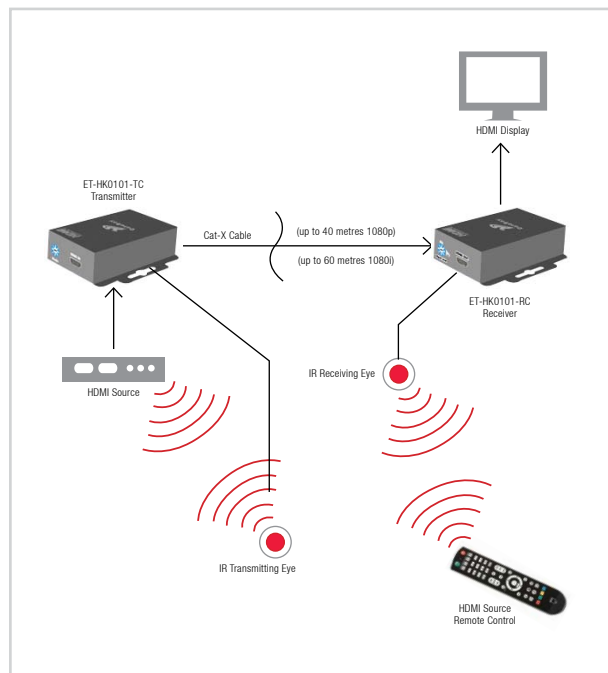 HDMI Display
ET-HK0101-TC
Transmitter
Cat-X Cable
(up to 40 metres 1080p)
(up to 60 metres 1080i)
ET-HK0101-RC
Receiver
HDMI Source
IR Receiving Eye
IR Transmitting Eye
HDMI Source
Remote Control